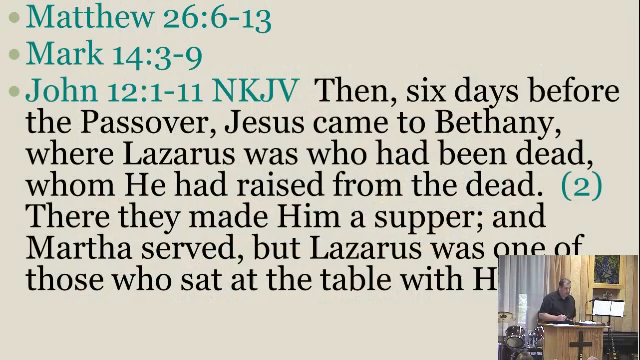 Matthew 26:6-13
Mark 14:3-9
John 12:1-11 NKJV Then, six days before
the Passover, Jesus came to Bethany,
where Lazarus was who had been dead,
whom He had raised from the dead. (2)
There they made Him a supper; and
Martha served, but Lazarus was one of
those who sat at the table with